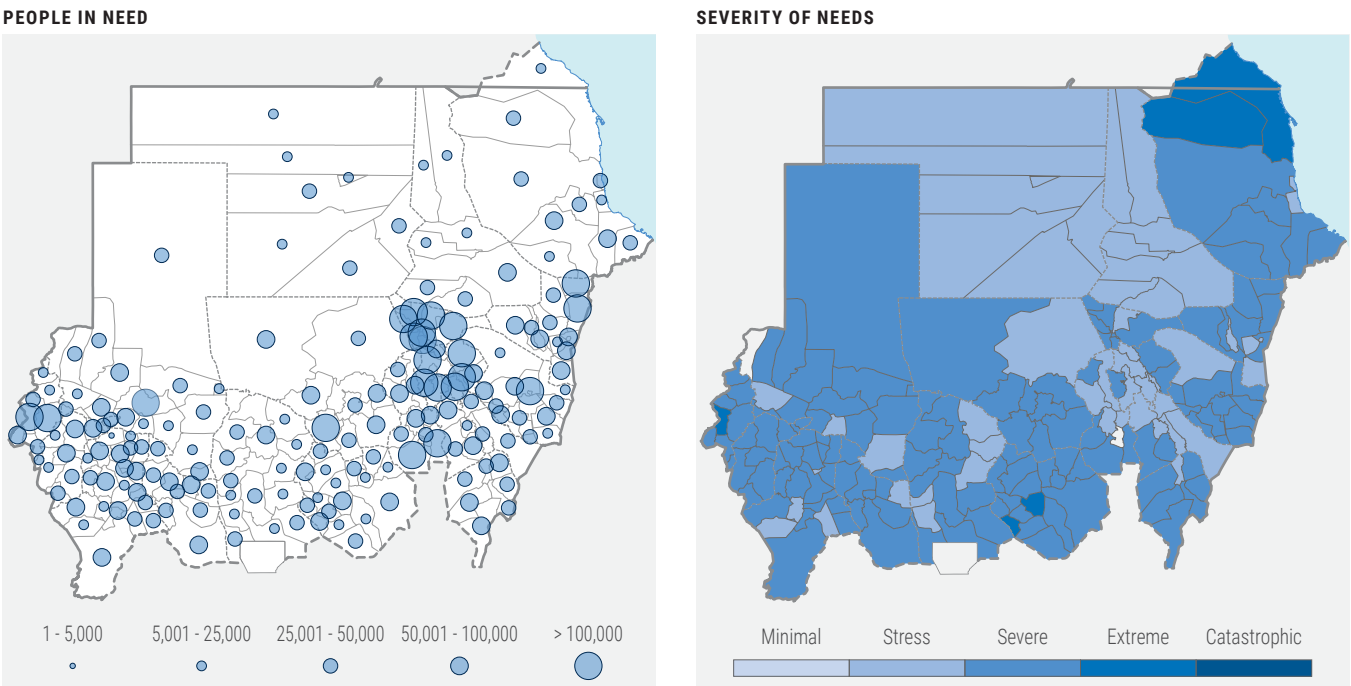 PEOPLE IN NEED
1 - 5,000 5,001 - 25,000 25,001 - 50,000 50,001 - 100,000 > 100,000
SEVERITY OF NEEDS
Minimal Stress Severe Extreme Catastrophic